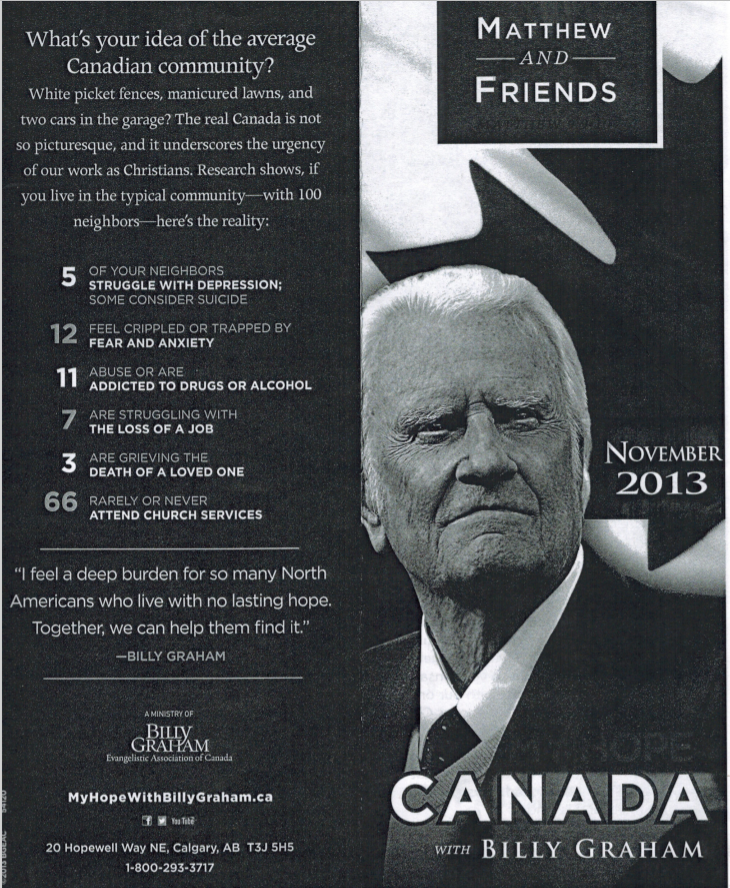 What's your idea of the average
Canadian community?
White picket fences, manicured lawns, and
two cars in the garage? The real Canada is not
so picturesque, and it underscores the urgency
of our work as Christians. Research shows, if
you live in the typical community—with 100
neighbors—here's the reality:
5 OF YOUR NEIGHBORS
STRUGGLE WITH DEPRESSION;
SOME CONSIDER SUICIDE
12 FEEL CRIPPLED OR TRAPPED BY
FEAR AND ANXIETY
11 ABUSE OR ARE
ADDICTED TO DRUGS OR ALCOHOL
7 ARE STRUGGLING WITH
THE LOSS OF A JOB
3 ARE GRIEVING THE
DEATH OF A LOVED ONE
66 RARELY OR NEVER
ATTEND CHURCH SERVICES
“I feel a deep burden for so many North
Americans who live with no lasting hope.
Together, we can help them find it.”
—BILLY GRAHAM
A MINISTRY OF
BILLY
GRAHAM
Evangelistic Association of Canada
MyHopeWithBillyGraham.ca
f You Tube
20 Hopewell Way NE, Calgary, AB T3J 5H5
1-800-293-3717
©2013 BGEAC
MATTHEW
AND
FRIENDS
NOVEMBER
2013
MY HOPE
CANADA
WITH BILLY GRAHAM